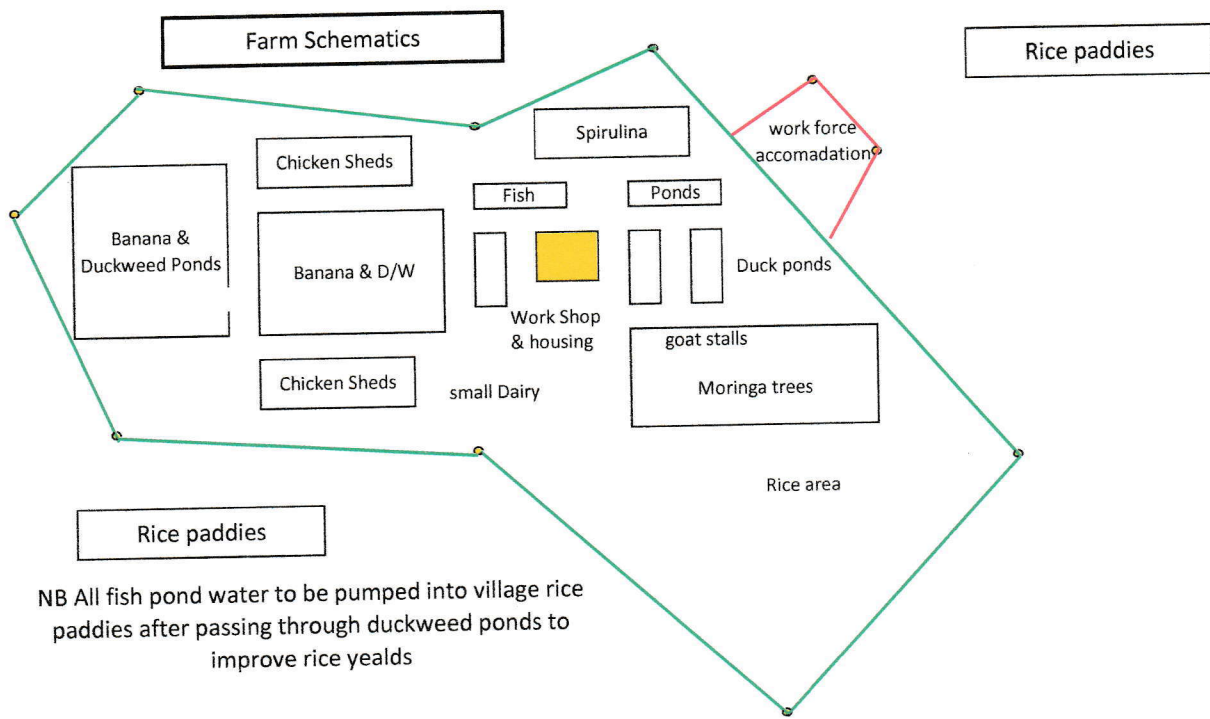 Farm Schematics
Rice paddies
Spirulina
work force
accomadation
Chicken Sheds
Fish
Ponds
Banana &
Duckweed Ponds
Banana & D/W
Duck ponds
Work Shop
& housing
goat stalls
Chicken Sheds
small Dairy
Moringa trees
Rice area
Rice paddies
NB All fish pond water to be pumped into village rice
paddies after passing through duckweed ponds to
improve rice yealds